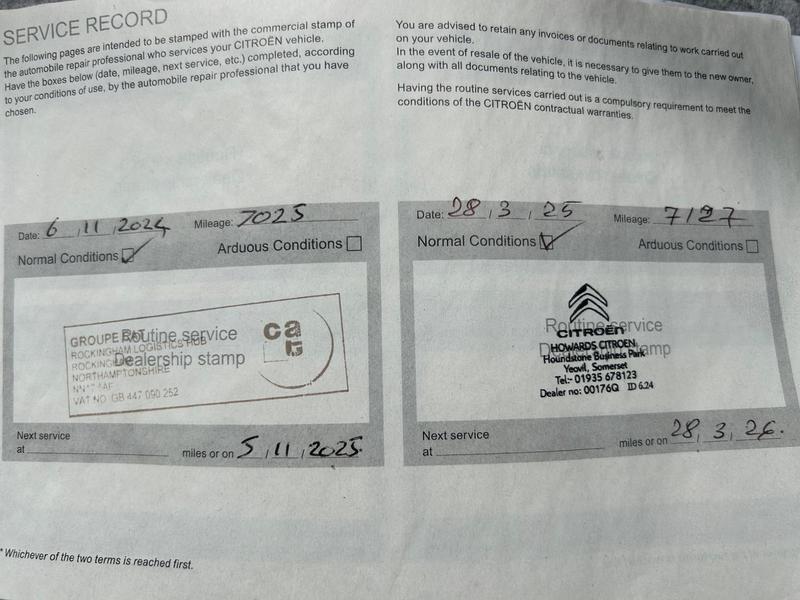 SERVICE RECORD
The following pages are intended to be stamped with the commercial stamp of
the automobile repair professional who services your CITROËN vehicle.
Have the boxes below (date, mileage, next service, etc.) completed, according
to your conditions of use, by the automobile repair professional that you have
chosen.
You are advised to retain any invoices or documents relating to work carried out
on your vehicle.
In the event of resale of the vehicle, it is necessary to give them to the new owner,
along with all documents relating to the vehicle.
Having the routine services carried out is a compulsory requirement to meet the
conditions of the CITROËN contractual warranties.
Date: 6, 11, 2024 Mileage: 7025
Normal Conditions Arduous Conditions
Routine service
Dealership stamp
GROUPE CAT
ROCKINGHAM LOGISTICS HUB
NORTHAMPTONSHIRE
VAT NO GB 447 090 252
cat
Next service
at miles or on 5, 11, 2025.
Date: 28, 3, 25 Mileage: 7127
Normal Conditions Arduous Conditions
Routine service
Dealership stamp
CITROËN
HOWARDS CITROEN
Houndstone Business Park
Yeovil, Somerset
Tel:- 01935 678123
Dealer no: 00176Q ID 6.24
Next service
at miles or on 28, 3, 26.
* Whichever of the two terms is reached first.